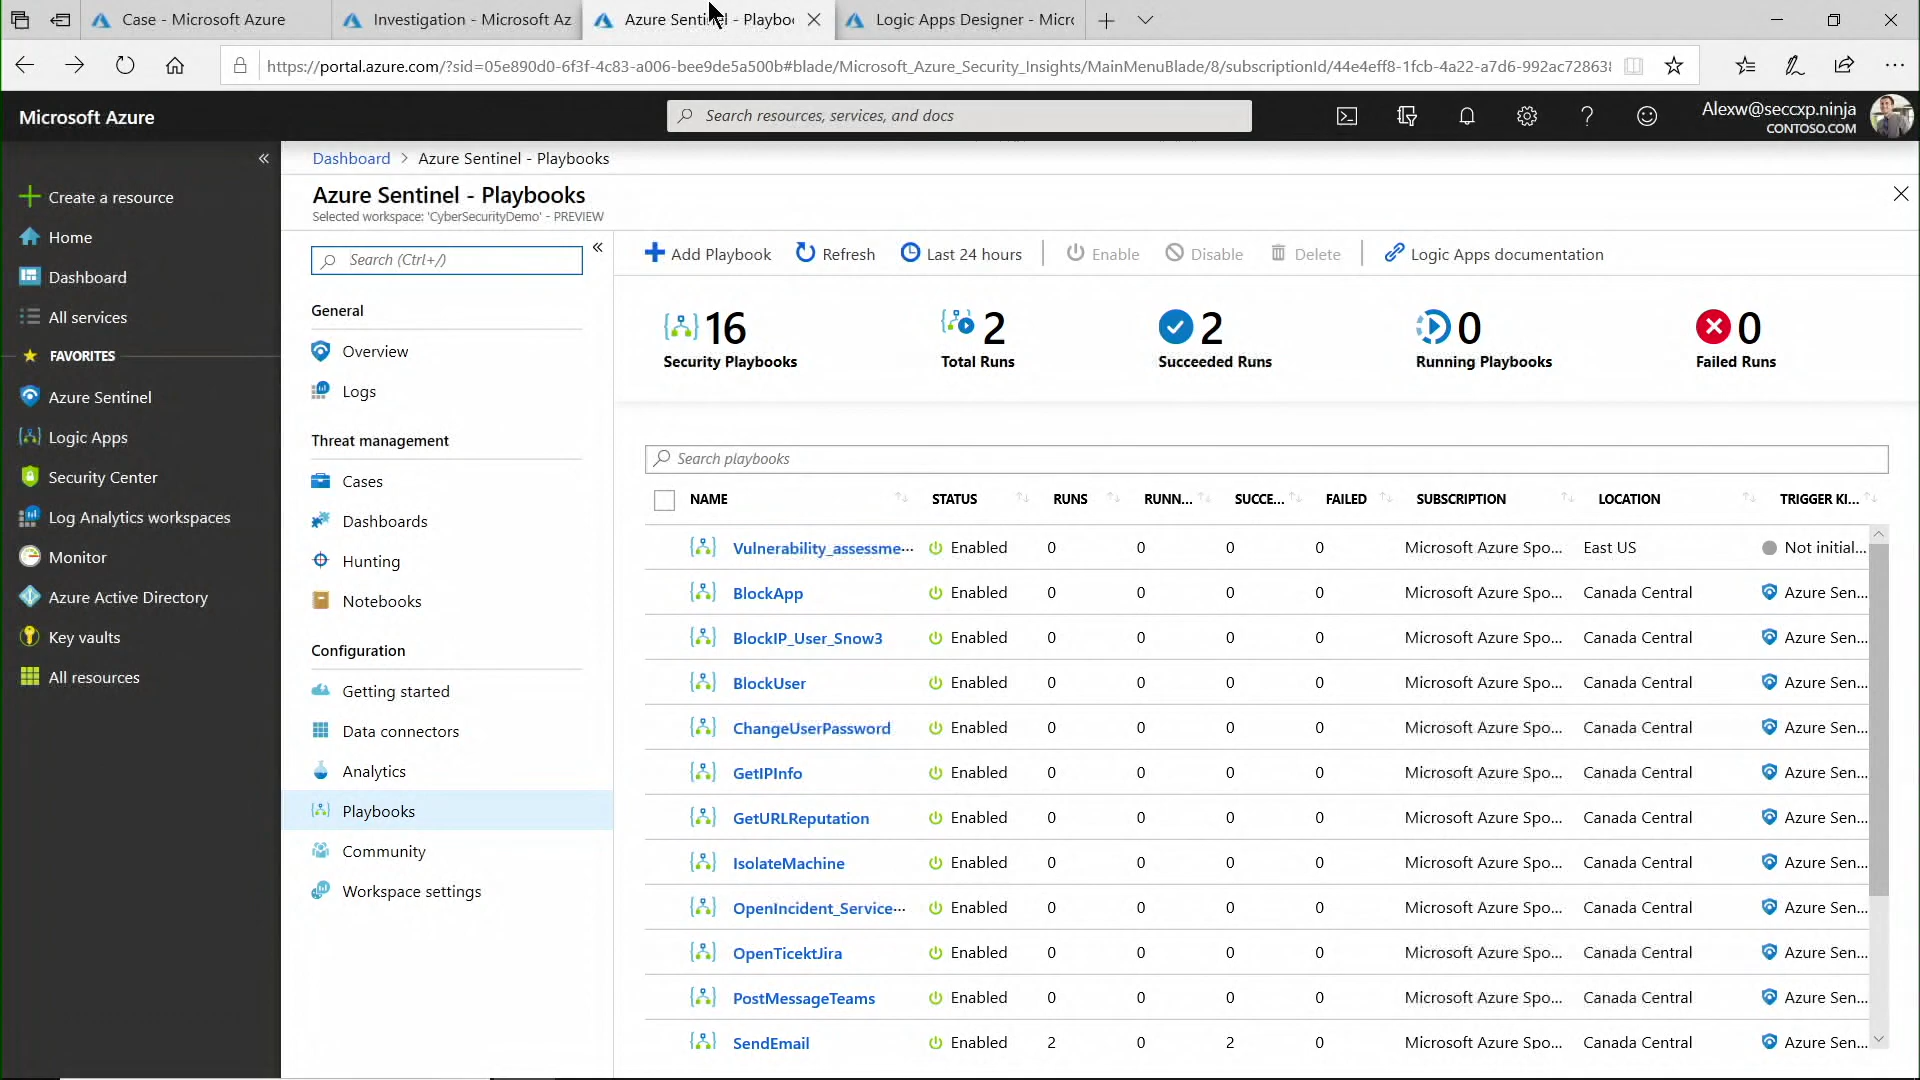 Case - Microsoft Azure
Investigation - Microsoft Az
Azure Sentinel - Playbo
Logic Apps Designer - Micro
https://portal.azure.com/?sid=05e890d0-6f3f-4c83-a006-bee9de5a500b#blade/Microsoft_Azure_Security_Insights/MainMenuBlade/8/subscriptionId/44e4eff8-1fcb-4a22-a7d6-992ac728638
Microsoft Azure
Search resources, services, and docs
Alexw@seccxp.ninja
CONTOSO.COM
Create a resource
Home
Dashboard
All services
FAVORITES
Azure Sentinel
Logic Apps
Security Center
Log Analytics workspaces
Monitor
Azure Active Directory
Key vaults
All resources
Dashboard > Azure Sentinel - Playbooks
Azure Sentinel - Playbooks
Selected workspace: 'CyberSecurityDemo' - PREVIEW
Search (Ctrl+/)
General
Overview
Logs
Threat management
Cases
Dashboards
Hunting
Notebooks
Configuration
Getting started
Data connectors
Analytics
Playbooks
Community
Workspace settings
Add Playbook Refresh Last 24 hours Enable Disable Delete Logic Apps documentation
16 2 2 0 0
Security Playbooks Total Runs Succeeded Runs Running Playbooks Failed Runs
Search playbooks
NAME STATUS RUNS RUNN... SUCCE... FAILED SUBSCRIPTION LOCATION TRIGGER KI...
Vulnerability_assessme... Enabled 0 0 0 0 Microsoft Azure Spo... East US Not initial...
BlockApp Enabled 0 0 0 0 Microsoft Azure Spo... Canada Central Azure Sen...
BlockIP_User_Snow3 Enabled 0 0 0 0 Microsoft Azure Spo... Canada Central Azure Sen...
BlockUser Enabled 0 0 0 0 Microsoft Azure Spo... Canada Central Azure Sen...
ChangeUserPassword Enabled 0 0 0 0 Microsoft Azure Spo... Canada Central Azure Sen...
GetIPInfo Enabled 0 0 0 0 Microsoft Azure Spo... Canada Central Azure Sen...
GetURLReputation Enabled 0 0 0 0 Microsoft Azure Spo... Canada Central Azure Sen...
IsolateMachine Enabled 0 0 0 0 Microsoft Azure Spo... Canada Central Azure Sen...
OpenIncident_Service... Enabled 0 0 0 0 Microsoft Azure Spo... Canada Central Azure Sen...
OpenTicektJira Enabled 0 0 0 0 Microsoft Azure Spo... Canada Central Azure Sen...
PostMessageTeams Enabled 0 0 0 0 Microsoft Azure Spo... Canada Central Azure Sen...
SendEmail Enabled 2 0 2 0 Microsoft Azure Spo... Canada Central Azure Sen...